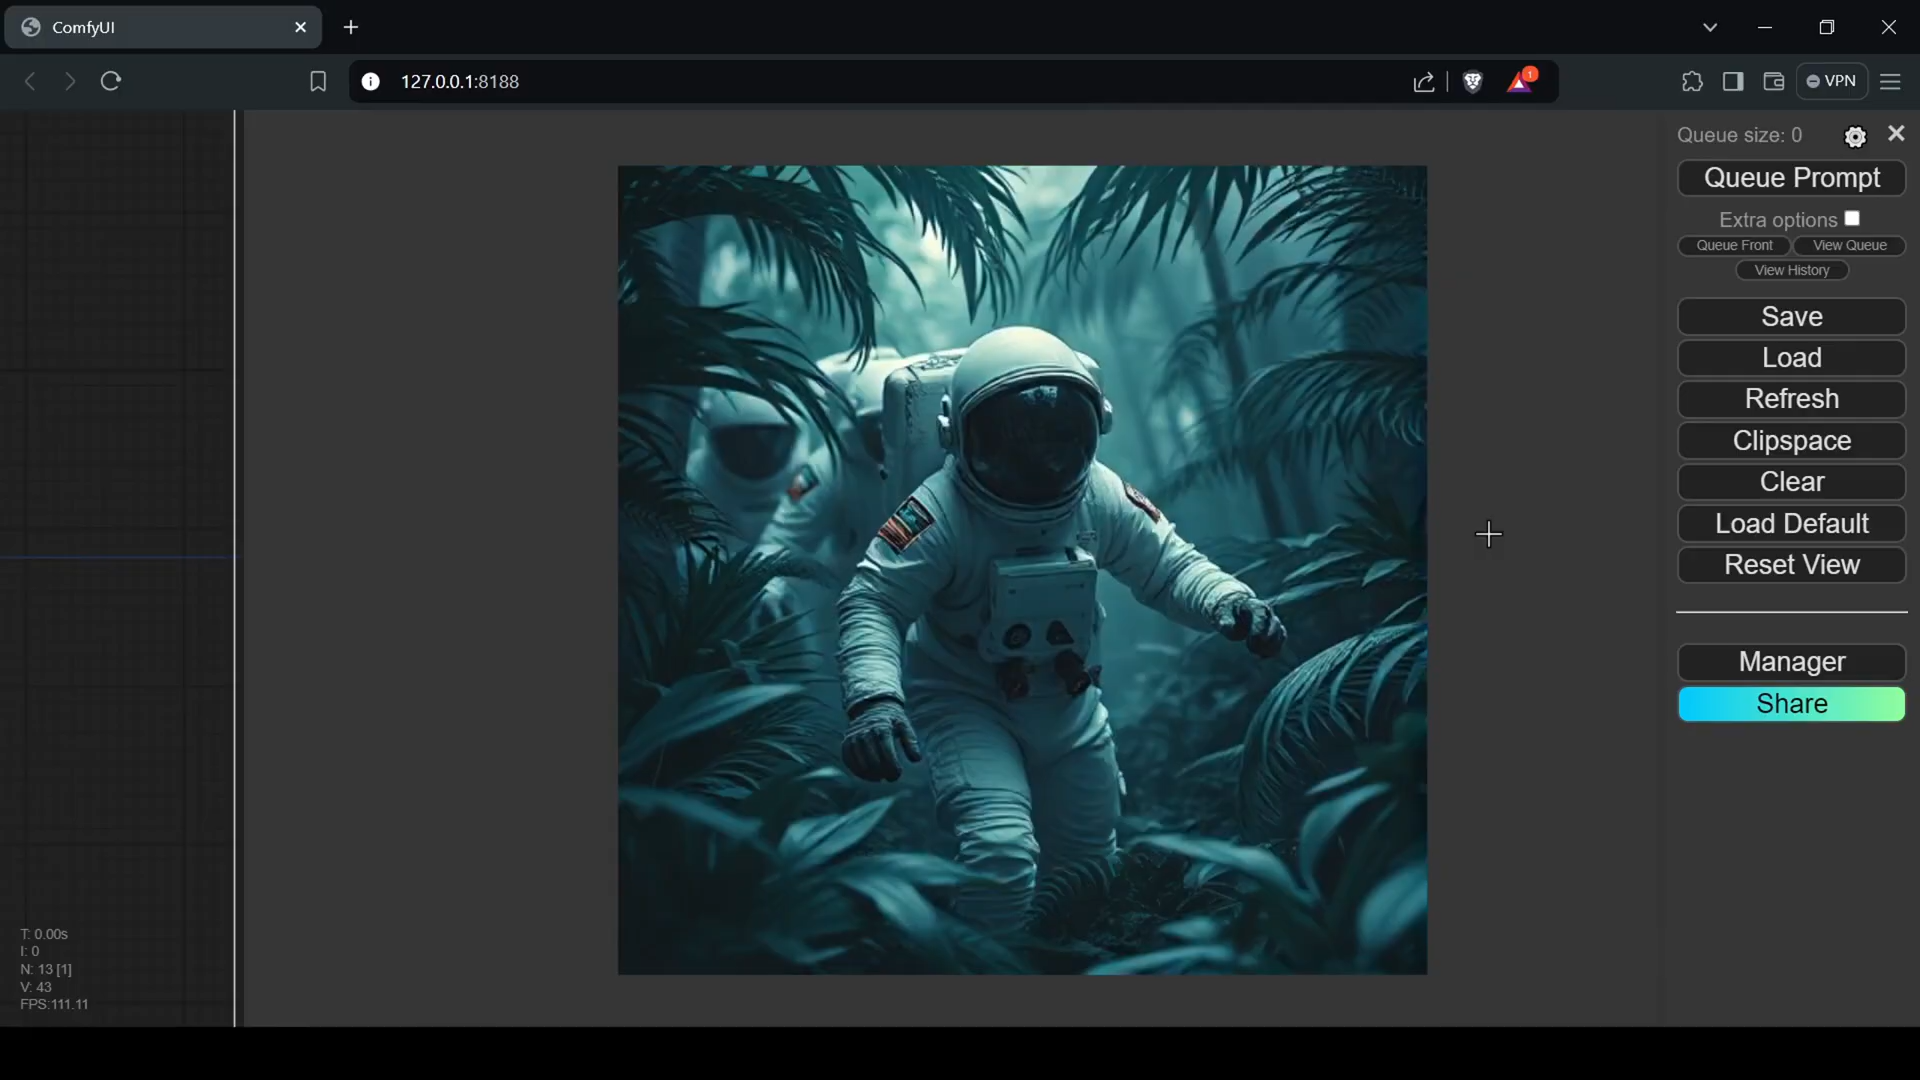 ComfyUI
127.0.0.1:8188
1
VPN
Queue size: 0
Queue Prompt
Extra options
Queue Front
View Queue
View History
Save
Load
Refresh
Clipspace
Clear
Load Default
Reset View
Manager
Share
T: 0.00s
I: 0
N: 13 [1]
V: 43
FPS:111.11